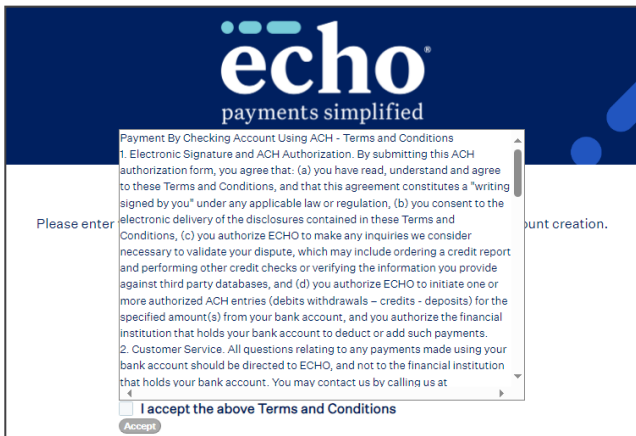 echo®
payments simplified
Payment By Checking Account Using ACH - Terms and Conditions
1. Electronic Signature and ACH Authorization. By submitting this ACH
authorization form, you agree that: (a) you have read, understand and agree
to these Terms and Conditions, and that this agreement constitutes a "writing
signed by you" under any applicable law or regulation, (b) you consent to the
Please enter
electronic delivery of the disclosures contained in these Terms and
ount creation.
Conditions, (c) you authorize ECHO to make any inquiries we consider
necessary to validate your dispute, which may include ordering a credit report
and performing other credit checks or verifying the information you provide
against third party databases, and (d) you authorize ECHO to initiate one or
more authorized ACH entries (debits withdrawals – credits - deposits) for the
specified amount(s) from your bank account, and you authorize the financial
institution that holds your bank account to deduct or add such payments.
2. Customer Service. All questions relating to any payments made using your
bank account should be directed to ECHO, and not to the financial institution
that holds your bank account. You may contact us by calling us at
I accept the above Terms and Conditions
Accept